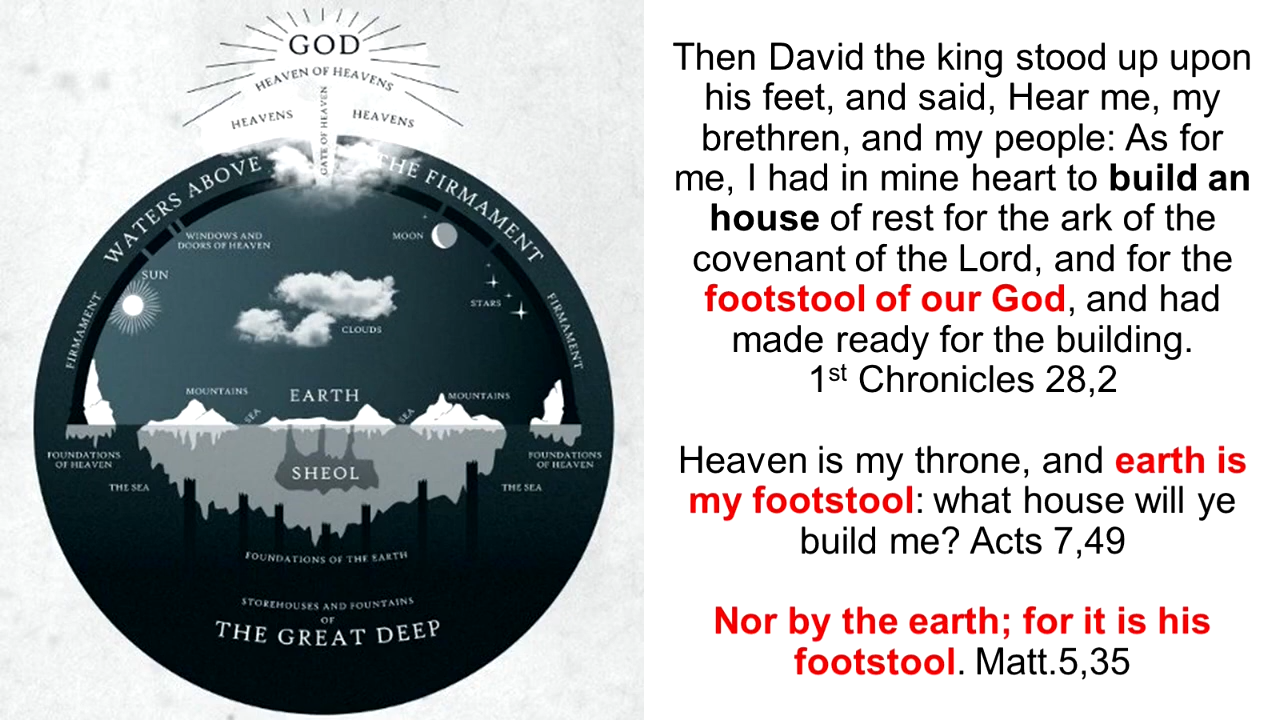 GOD
HEAVEN OF HEAVENS
HEAVENS
GATE OF HEAVEN
HEAVENS
WATERS ABOVE THE FIRMAMENT
WINDOWS AND
DOORS OF HEAVEN
MOON
SUN
STARS
CLOUDS
FIRMAMENT
FIRMAMENT
MOUNTAINS
SEA
EARTH
SEA
MOUNTAINS
FOUNDATIONS
OF HEAVEN
SHEOL
FOUNDATIONS
OF HEAVEN
THE SEA
THE SEA
FOUNDATIONS OF THE EARTH
STOREHOUSES AND FOUNTAINS
OF
THE GREAT DEEP
Then David the king stood up upon
his feet, and said, Hear me, my
brethren, and my people: As for
me, I had in mine heart to build an
house of rest for the ark of the
covenant of the Lord, and for the
footstool of our God, and had
made ready for the building.
1st Chronicles 28,2
Heaven is my throne, and earth is
my footstool: what house will ye
build me? Acts 7,49
Nor by the earth; for it is his
footstool. Matt.5,35